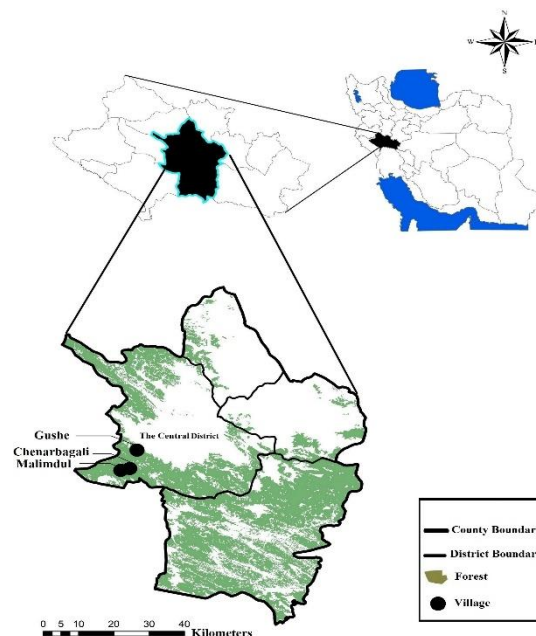 N
W
E
S
Gushe
The Central District
Chenarbagali
Malimdul
County Boundar
District Boundar
Forest
Village
0 5 10 20 30 40
Kilometers